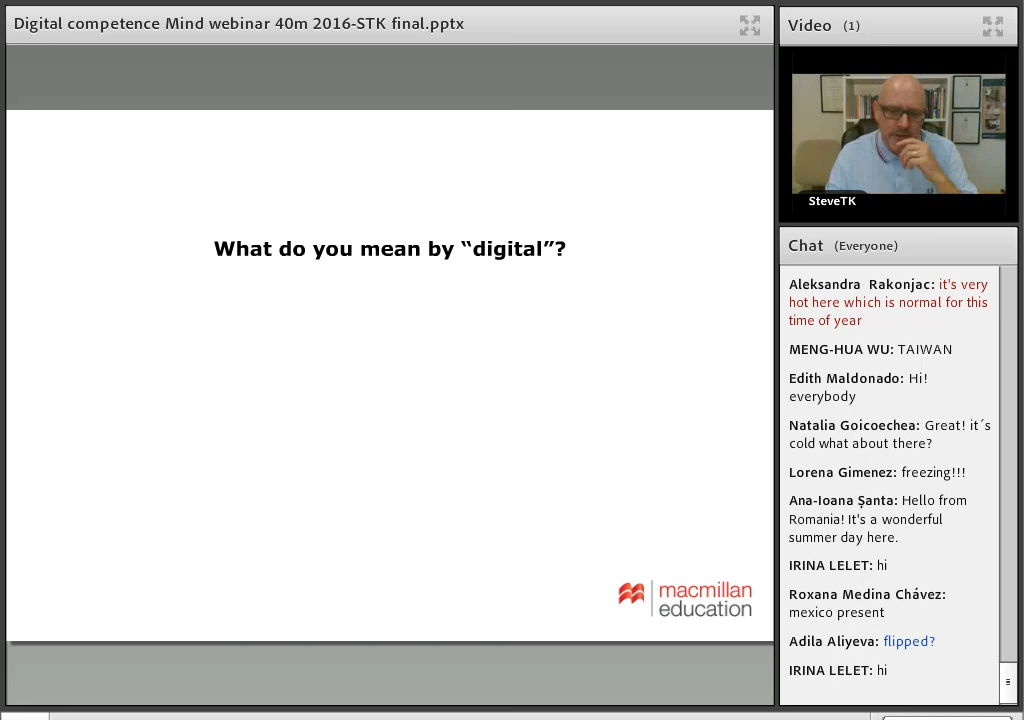 Digital competence Mind webinar 40m 2016-STK final.pptx
What do you mean by “digital”?
macmillan
education
Video (1)
SteveTK
Chat (Everyone)
Aleksandra Rakonjac: it's very
hot here which is normal for this
time of year
MENG-HUA WU: TAIWAN
Edith Maldonado: Hi!
everybody
Natalia Goicoechea: Great! it´s
cold what about there?
Lorena Gimenez: freezing!!!
Ana-Ioana Șanta: Hello from
Romania! It's a wonderful
summer day here.
IRINA LELET: hi
Roxana Medina Chávez:
mexico present
Adila Aliyeva: flipped?
IRINA LELET: hi